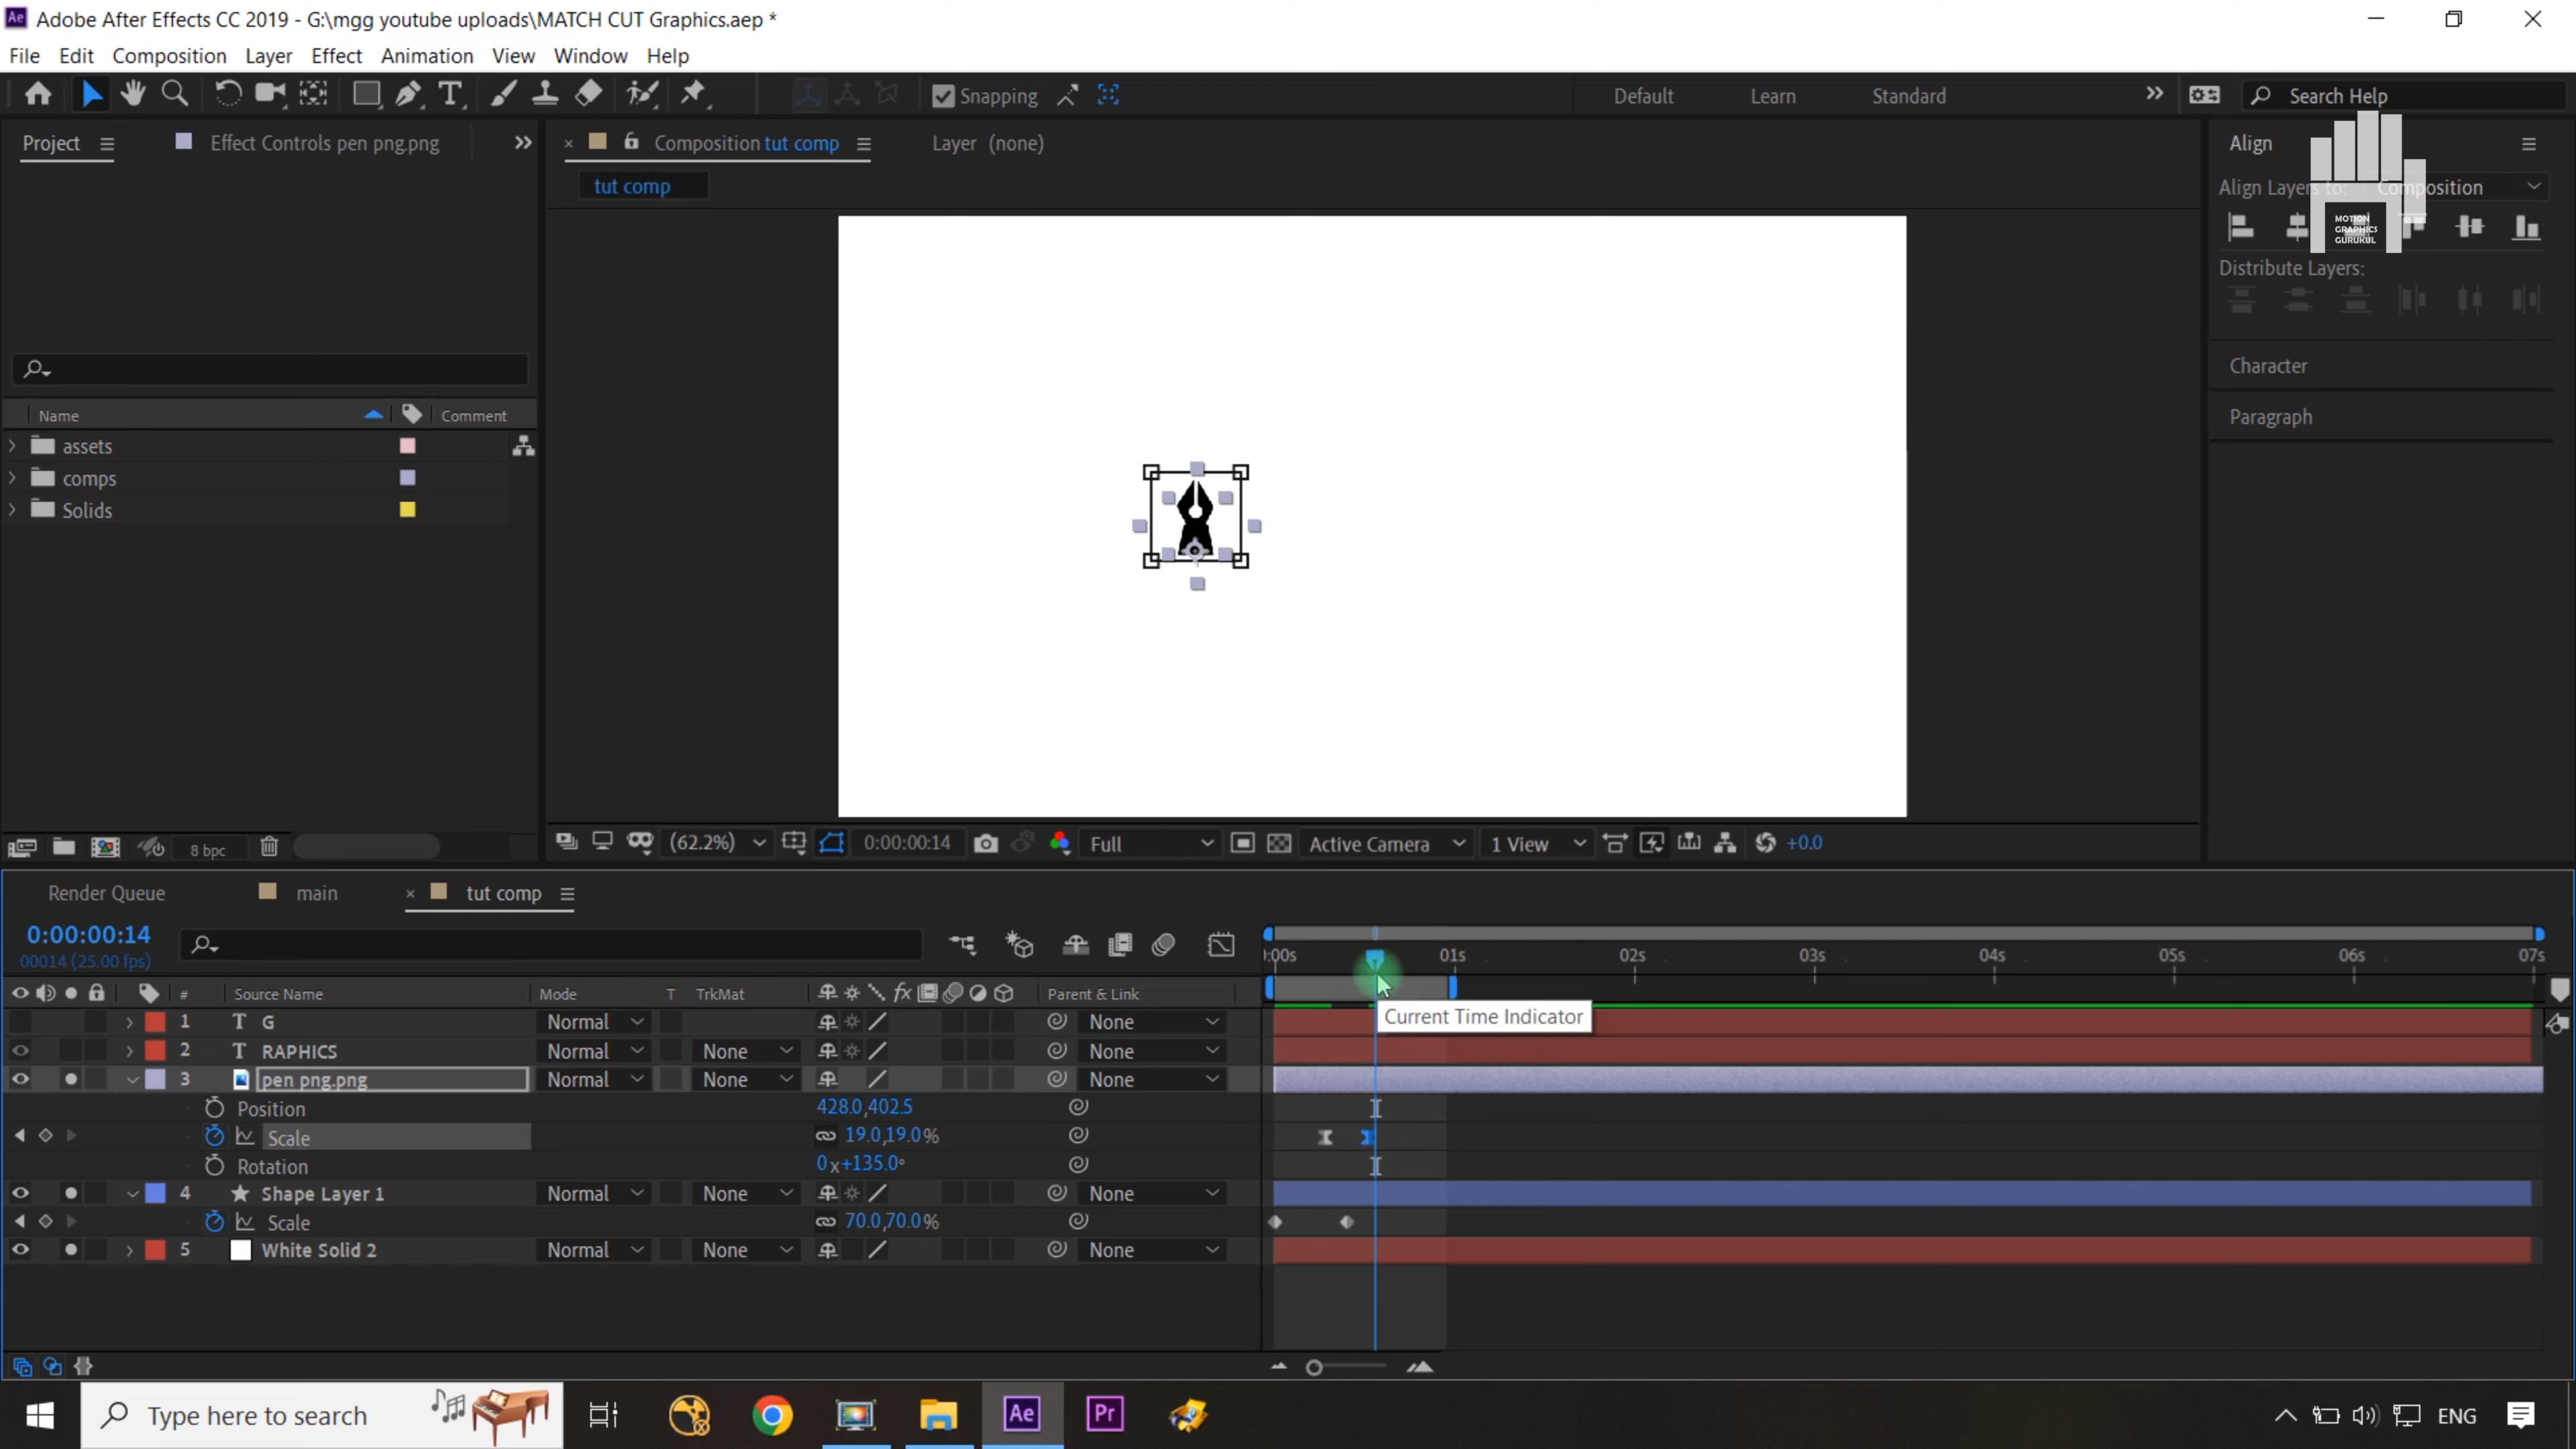 Ae Adobe After Effects CC 2019 - G:\mgg youtube uploads\MATCH CUT Graphics.aep *
File Edit Composition Layer Effect Animation View Window Help
T Snapping Default Learn Standard Search Help
Project Effect Controls pen png.png Composition tut comp Layer (none) Align
tut comp Align Layers to: Composition
MOTION
GRAPHICS
GURUKUL
Distribute Layers:
Character
Paragraph
Name Comment
assets
comps
Solids
8 bpc (62.2%) 0:00:00:14 Full Active Camera 1 View +0.0
Render Queue main tut comp
0:00:00:14
00014 (25.00 fps) :00s 01s 02s 03s 04s 05s 06s 07s
# Source Name Mode T TrkMat fx Parent & Link
1 T G Normal None
Current Time Indicator
2 T RAPHICS Normal None None
3 pen png.png Normal None None
Position 428.0,402.5
Scale 19.0,19.0%
Rotation 0x+135.0°
4 Shape Layer 1 Normal None None
Scale 70.0,70.0%
5 White Solid 2 Normal None None
Type here to search Ae Pr ENG